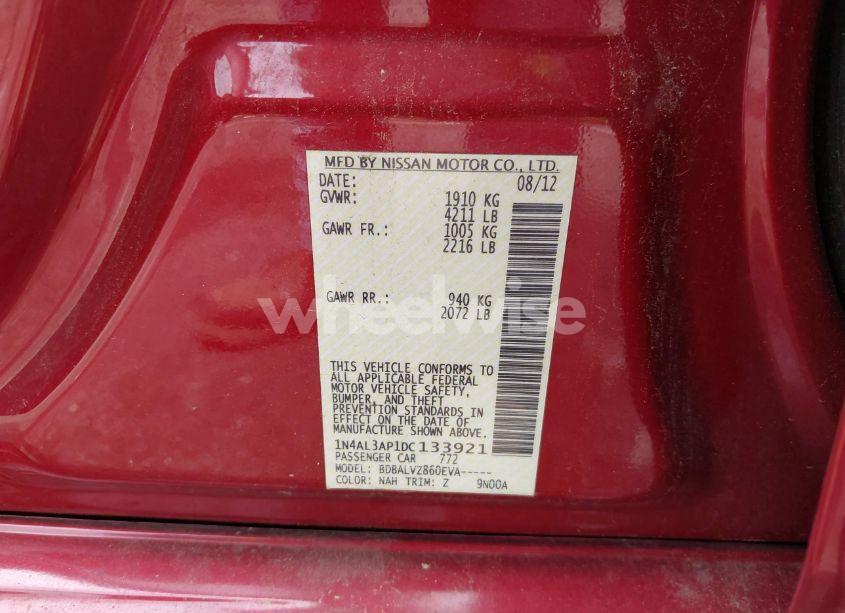 MFD BY NISSAN MOTOR CO., LTD.
DATE: 08/12
GVWR: 1910 KG
4211 LB
GAWR FR.: 1005 KG
2216 LB
GAWR RR.: 940 KG
2072 LB
wheelwise
THIS VEHICLE CONFORMS TO
ALL APPLICABLE FEDERAL
MOTOR VEHICLE SAFETY,
BUMPER, AND THEFT
PREVENTION STANDARDS IN
EFFECT ON THE DATE OF
MANUFACTURE SHOWN ABOVE.
1N4AL3AP1DC133921
PASSENGER CAR 772
MODEL: BDBALVZ860EVA-----
COLOR: NAH TRIM: Z 9N00A